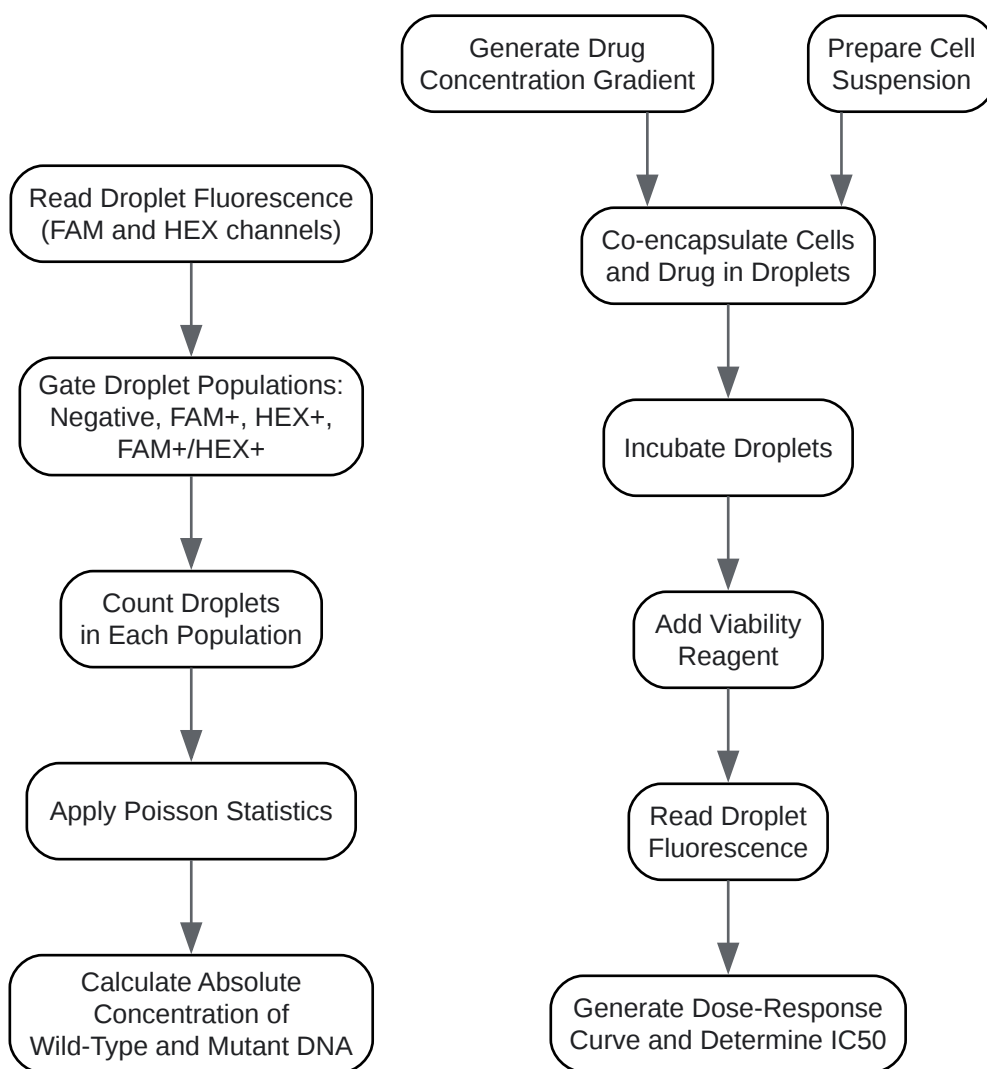 Read Droplet Fluorescence
(FAM and HEX channels)
Gate Droplet Populations:
Negative, FAM+, HEX+,
FAM+/HEX+
Count Droplets
in Each Population
Apply Poisson Statistics
Calculate Absolute
Concentration of
Wild-Type and Mutant DNA
Generate Drug
Concentration Gradient
Prepare Cell
Suspension
Co-encapsulate Cells
and Drug in Droplets
Incubate Droplets
Add Viability
Reagent
Read Droplet
Fluorescence
Generate Dose-Response
Curve and Determine IC50